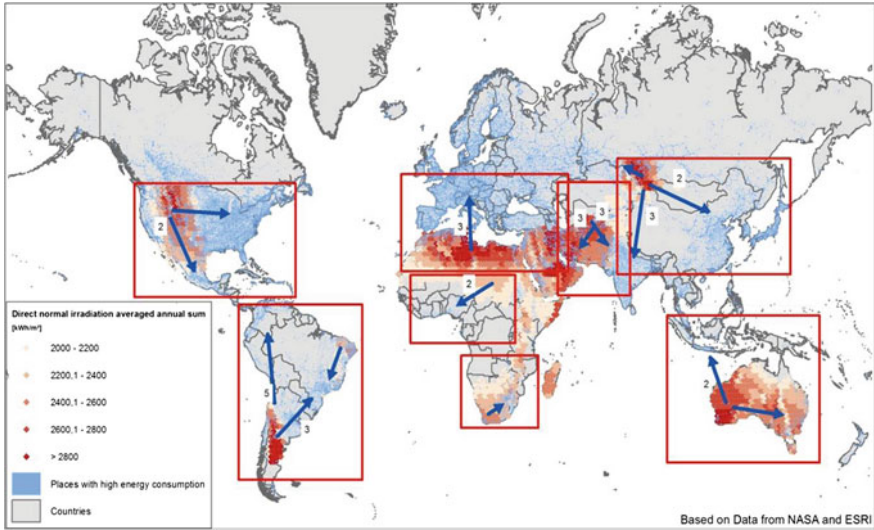 2
3
3
3
2
3
2
5
3
2
Direct normal irradiation averaged annual sum
[kWh/m²]
2000 - 2200
2200,1 - 2400
2400,1 - 2600
2600,1 - 2800
> 2800
Places with high energy consumption
Countries
Based on Data from NASA and ESRI